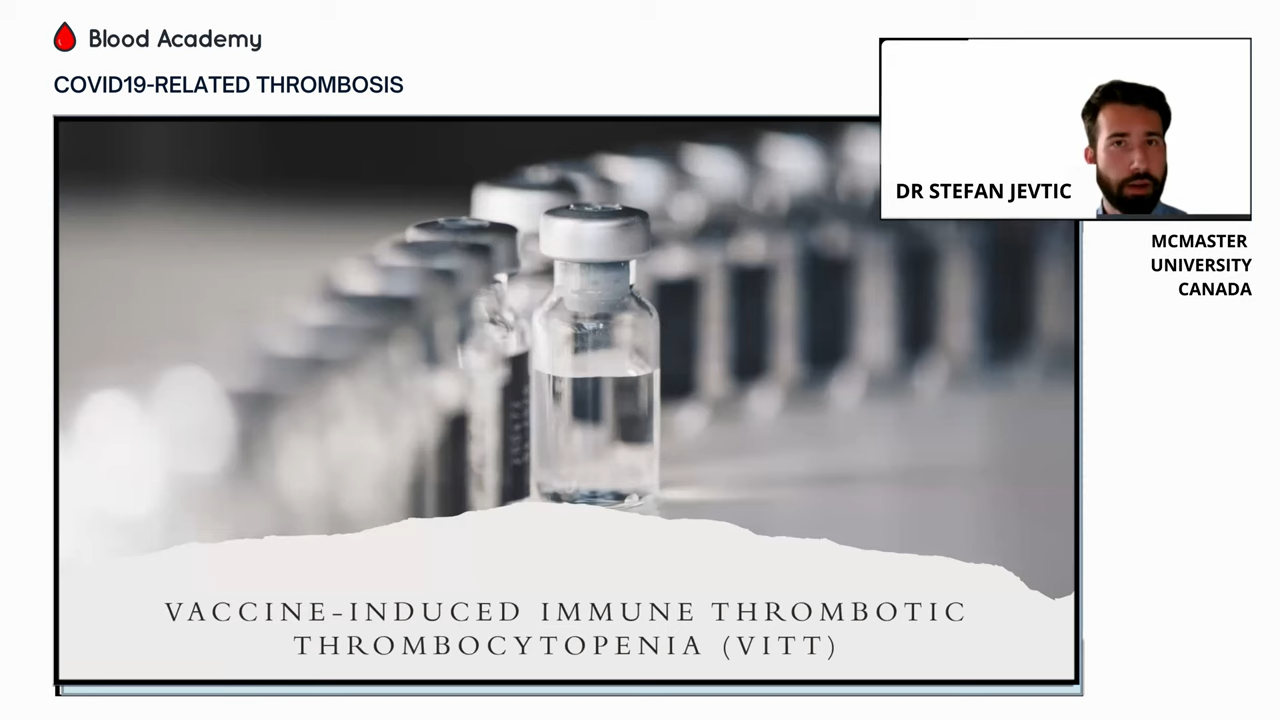 Blood Academy
COVID19-RELATED THROMBOSIS
DR STEFAN JEVTIC
MCMASTER
UNIVERSITY
CANADA
VACCINE-INDUCED IMMUNE THROMBOTIC
THROMBOCYTOPENIA (VITT)